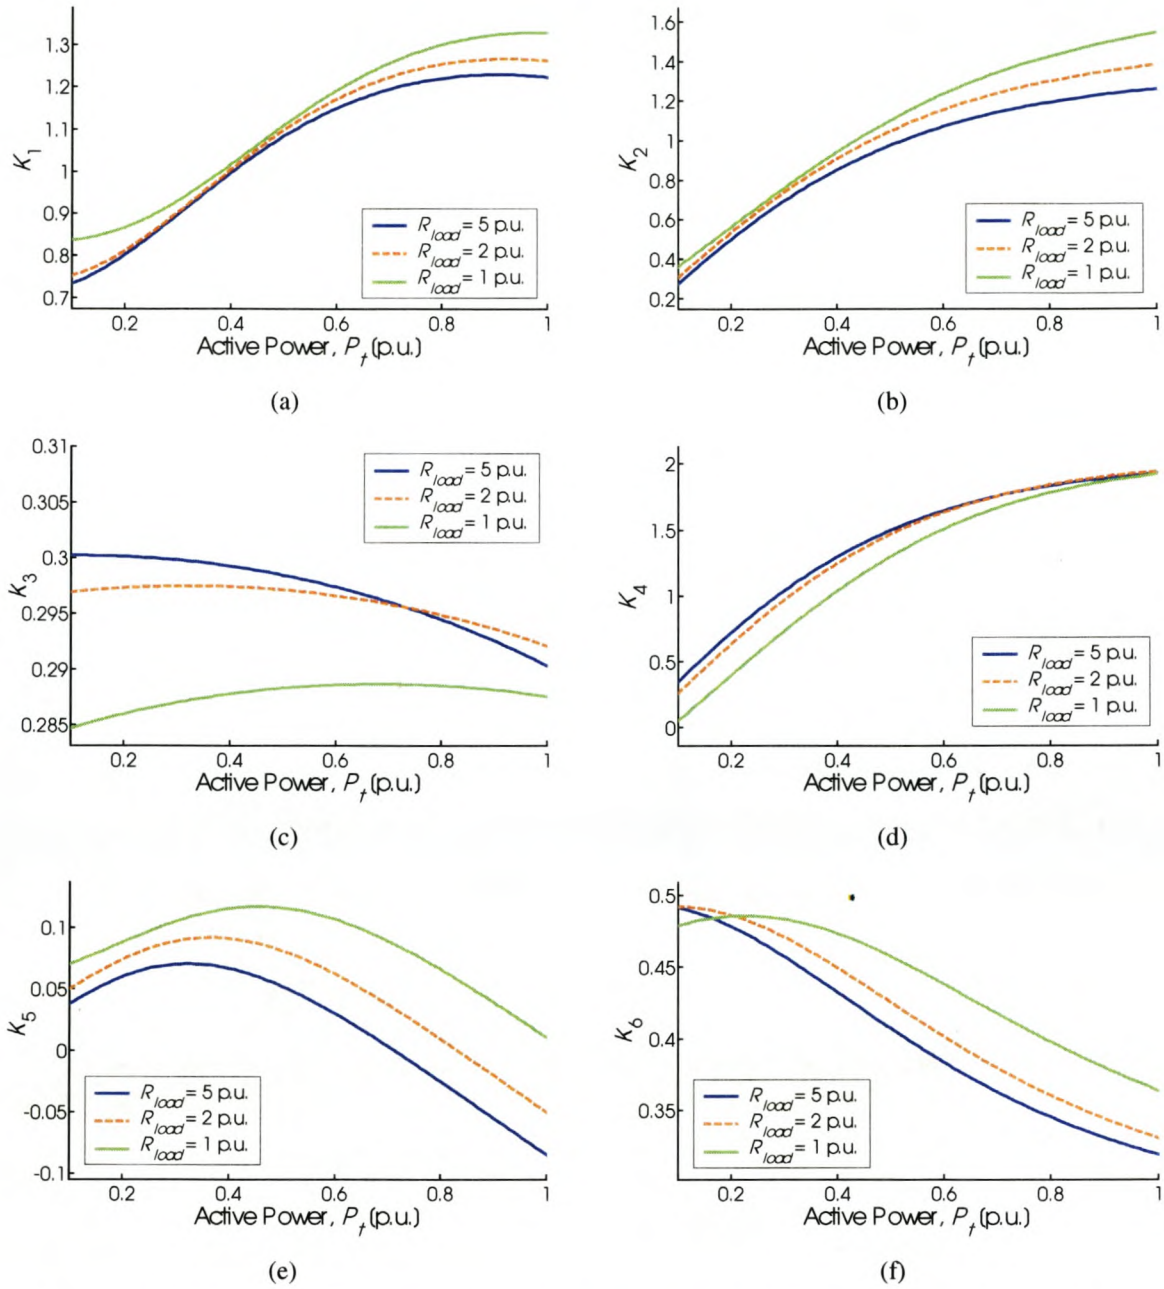 K1
1.3
1.2
1.1
1
0.9
0.8
0.7
Rload = 5 p.u.
Rload = 2 p.u.
Rload = 1 p.u.
0.2 0.4 0.6 0.8 1
Active Power, Pt (p.u.)
(a)
K2
1.6
1.4
1.2
1
0.8
0.6
0.4
0.2
Rload = 5 p.u.
Rload = 2 p.u.
Rload = 1 p.u.
0.2 0.4 0.6 0.8 1
Active Power, Pt (p.u.)
(b)
K3
0.31
0.305
0.3
0.295
0.29
0.285
Rload = 5 p.u.
Rload = 2 p.u.
Rload = 1 p.u.
0.2 0.4 0.6 0.8 1
Active Power, Pt (p.u.)
(c)
K4
2
1.5
1
0.5
0
Rload = 5 p.u.
Rload = 2 p.u.
Rload = 1 p.u.
0.2 0.4 0.6 0.8 1
Active Power, Pt (p.u.)
(d)
K5
0.1
0.05
0
-0.05
-0.1
Rload = 5 p.u.
Rload = 2 p.u.
Rload = 1 p.u.
0.2 0.4 0.6 0.8 1
Active Power, Pt (p.u.)
(e)
K6
0.5
0.45
0.4
0.35
Rload = 5 p.u.
Rload = 2 p.u.
Rload = 1 p.u.
0.2 0.4 0.6 0.8 1
Active Power, Pt (p.u.)
(f)